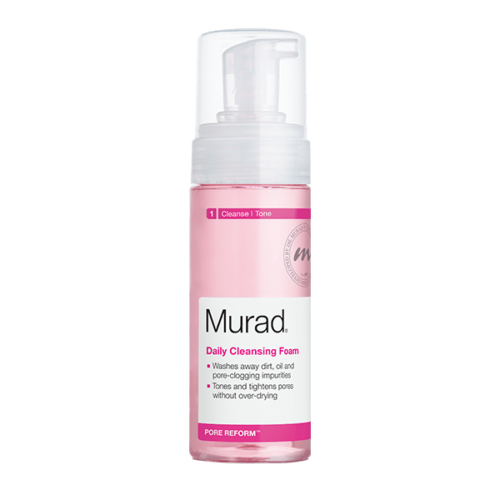 1 Cleanse | Tone
Murad®
Daily Cleansing Foam
▪ Washes away dirt, oil and
pore-clogging impurities
▪ Tones and tightens pores
without over-drying
PORE REFORM™